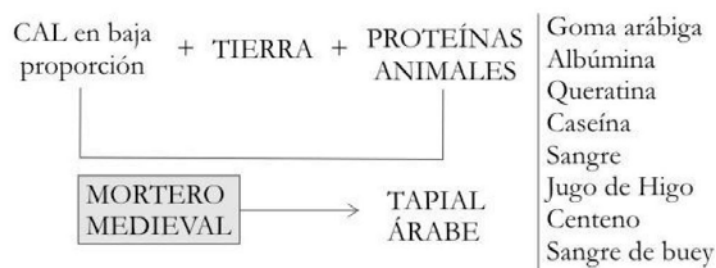 CAL en baja
proporción
+ TIERRA +
PROTEÍNAS
ANIMALES
MORTERO
MEDIEVAL
TAPIAL
ÁRABE
Goma arábiga
Albúmina
Queratina
Caseína
Sangre
Jugo de Higo
Centeno
Sangre de buey